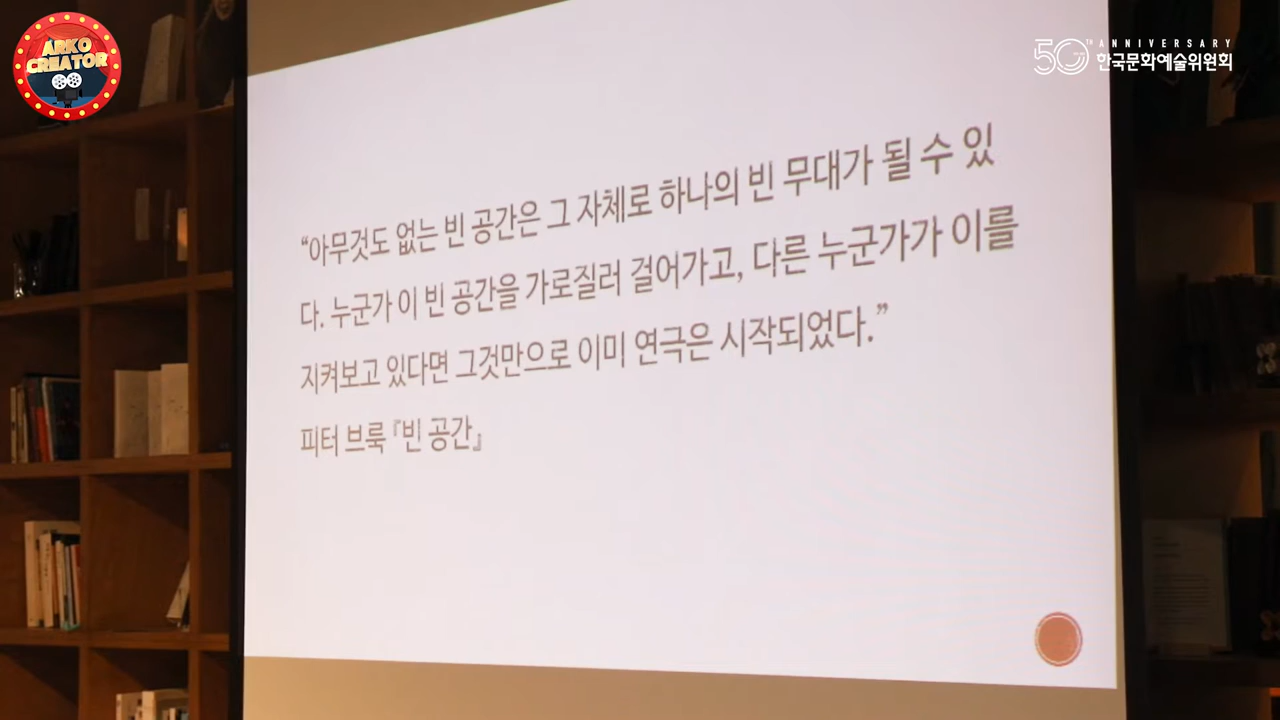 ARKO
CREATOR
50TH ANNIVERSARY
한국문화예술위원회
“아무것도 없는 빈 공간은 그 자체로 하나의 빈 무대가 될 수 있
다. 누군가 이 빈 공간을 가로질러 걸어가고, 다른 누군가가 이를
지켜보고 있다면 그것만으로 이미 연극은 시작되었다.”
피터 브룩 『빈 공간』